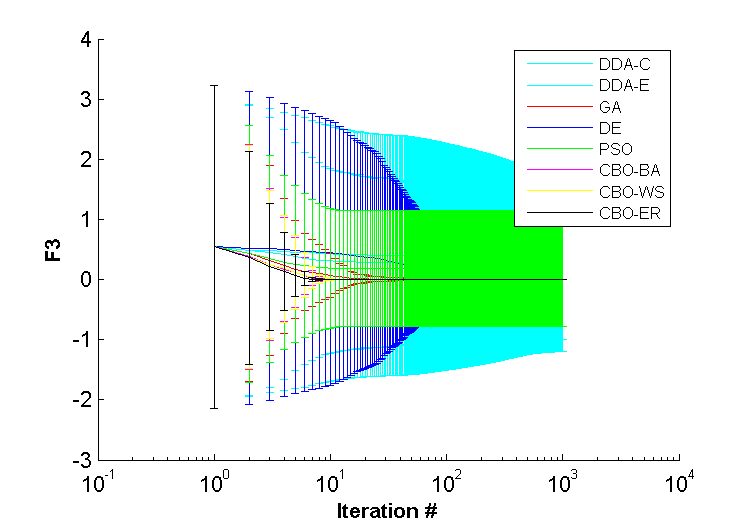 4
3
2
1
0
-1
-2
-3
F3
10^-1
10^0
10^1
10^2
10^3
10^4
Iteration #
DDA-C
DDA-E
GA
DE
PSO
CBO-BA
CBO-WS
CBO-ER